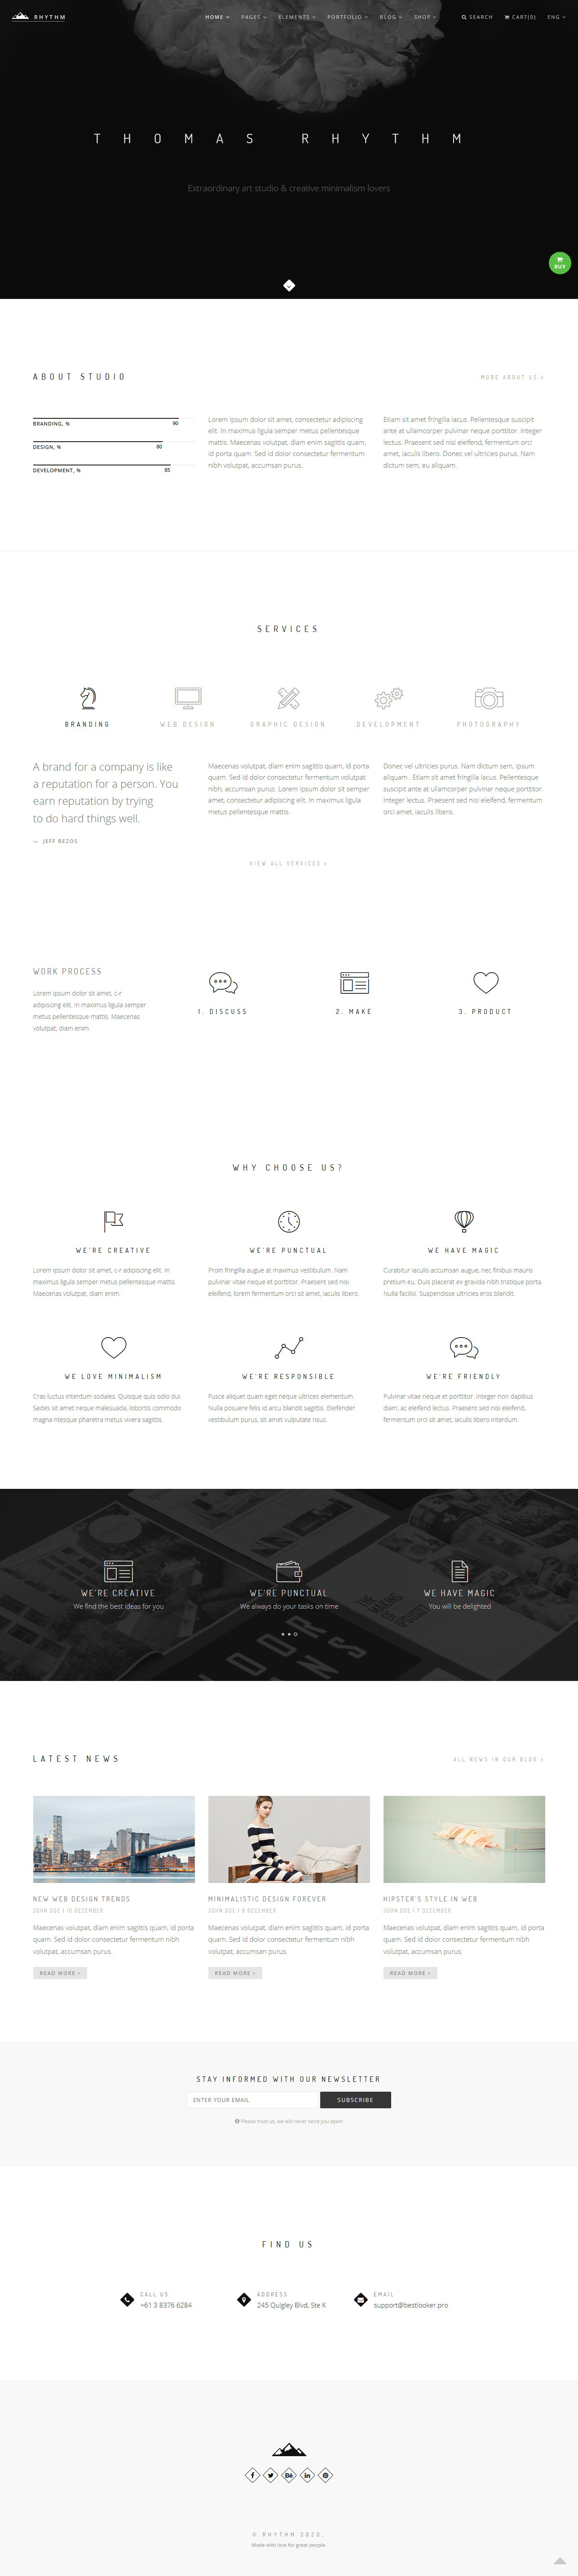 RHYTHM
HOME PAGES ELEMENTS PORTFOLIO BLOG SHOP SEARCH CART(0) ENG
THOMAS RHYTHM
Extraordinary art studio & creative minimalism lovers
BUY
ABOUT STUDIO
MORE ABOUT US
BRANDING, % 90
DESIGN, % 80
DEVELOPMENT, % 85
Lorem ipsum dolor sit amet, consectetur adipiscing
elit. In maximus ligula semper metus pellentesque
mattis. Maecenas volutpat, diam enim sagittis quam,
id porta quam. Sed id dolor consectetur fermentum
nibh volutpat, accumsan purus.
Etiam sit amet fringilla lacus. Pellentesque suscipit
ante at ullamcorper pulvinar neque porttitor. Integer
lectus. Praesent sed nisi eleifend, fermentum orci
amet, iaculis libero. Donec vel ultricies purus. Nam
dictum sem, eu aliquam.
SERVICES
BRANDING
WEB DESIGN
GRAPHIC DESIGN
DEVELOPMENT
PHOTOGRAPHY
A brand for a company is like
a reputation for a person. You
earn reputation by trying
to do hard things well.
— JEFF BEZOS
Maecenas volutpat, diam enim sagittis quam, id porta
quam. Sed id dolor consectetur fermentum volutpat
nibh, accumsan purus. Lorem ipsum dolor sit semper
amet, consectetur adipiscing elit. In maximus ligula
metus pellentesque mattis.
Donec vel ultricies purus. Nam dictum sem, ipsum
aliquam . Etiam sit amet fringilla lacus. Pellentesque
suscipit ante at ullamcorper pulvinar neque porttitor.
Integer lectus. Praesent sed nisi eleifend, fermentum
orci amet, iaculis libero.
VIEW ALL SERVICES
WORK PROCESS
Lorem ipsum dolor sit amet, c-r
adipiscing elit. In maximus ligula semper
metus pellentesque mattis. Maecenas
volutpat, diam enim.
1. DISCUSS
2. MAKE
3. PRODUCT
WHY CHOOSE US?
WE'RE CREATIVE
Lorem ipsum dolor sit amet, c-r adipiscing elit. In
maximus ligula semper metus pellentesque mattis.
Maecenas volutpat, diam enim.
WE'RE PUNCTUAL
Proin fringilla augue at maximus vestibulum. Nam
pulvinar vitae neque et porttitor. Praesent sed nisi
eleifend, lorem fermentum orci sit amet, iaculis libero.
WE HAVE MAGIC
Curabitur iaculis accumsan augue, nec finibus mauris
pretium eu. Duis placerat ex gravida nibh tristique porta.
Nulla facilisi. Suspendisse ultricies eros blandit.
WE LOVE MINIMALISM
Cras luctus interdum sodales. Quisque quis odio dui.
Sedes sit amet neque malesuada, lobortis commodo
magna ntesque pharetra metus vivera sagittis.
WE'RE RESPONSIBLE
Fusce aliquet quam eget neque ultrices elementum.
Nulla posuere felis id arcu blandit sagittis. Eleifender
vestibulum purus, sit amet vulputate risus.
WE'RE FRIENDLY
Pulvinar vitae neque et porttitor. Integer non dapibus
diam, ac eleifend lectus. Praesent sed nisi eleifend,
fermentum orci sit amet, iaculis libero interdum.
WE'RE CREATIVE
We find the best ideas for you
WE'RE PUNCTUAL
We always do your tasks on time
WE HAVE MAGIC
You will be delighted
LATEST NEWS
ALL NEWS IN OUR BLOG
NEW WEB DESIGN TRENDS
JOHN DOE | 10 DECEMBER
Maecenas volutpat, diam enim sagittis quam, id porta
quam. Sed id dolor consectetur fermentum nibh
volutpat, accumsan purus.
READ MORE
MINIMALISTIC DESIGN FOREVER
JOHN DOE | 9 DECEMBER
Maecenas volutpat, diam enim sagittis quam, id porta
quam. Sed id dolor consectetur fermentum nibh
volutpat, accumsan purus.
READ MORE
HIPSTER'S STYLE IN WEB
JOHN DOE | 7 DECEMBER
Maecenas volutpat, diam enim sagittis quam, id porta
quam. Sed id dolor consectetur fermentum nibh
volutpat, accumsan purus.
READ MORE
STAY INFORMED WITH OUR NEWSLETTER
ENTER YOUR EMAIL
SUBSCRIBE
Please trust us, we will never send you spam
FIND US
CALL US
+61 3 8376 6284
ADDRESS
245 Quigley Blvd, Ste K
EMAIL
support@bestlooker.pro
© RHYTHM 2020.
Made with love for great people.